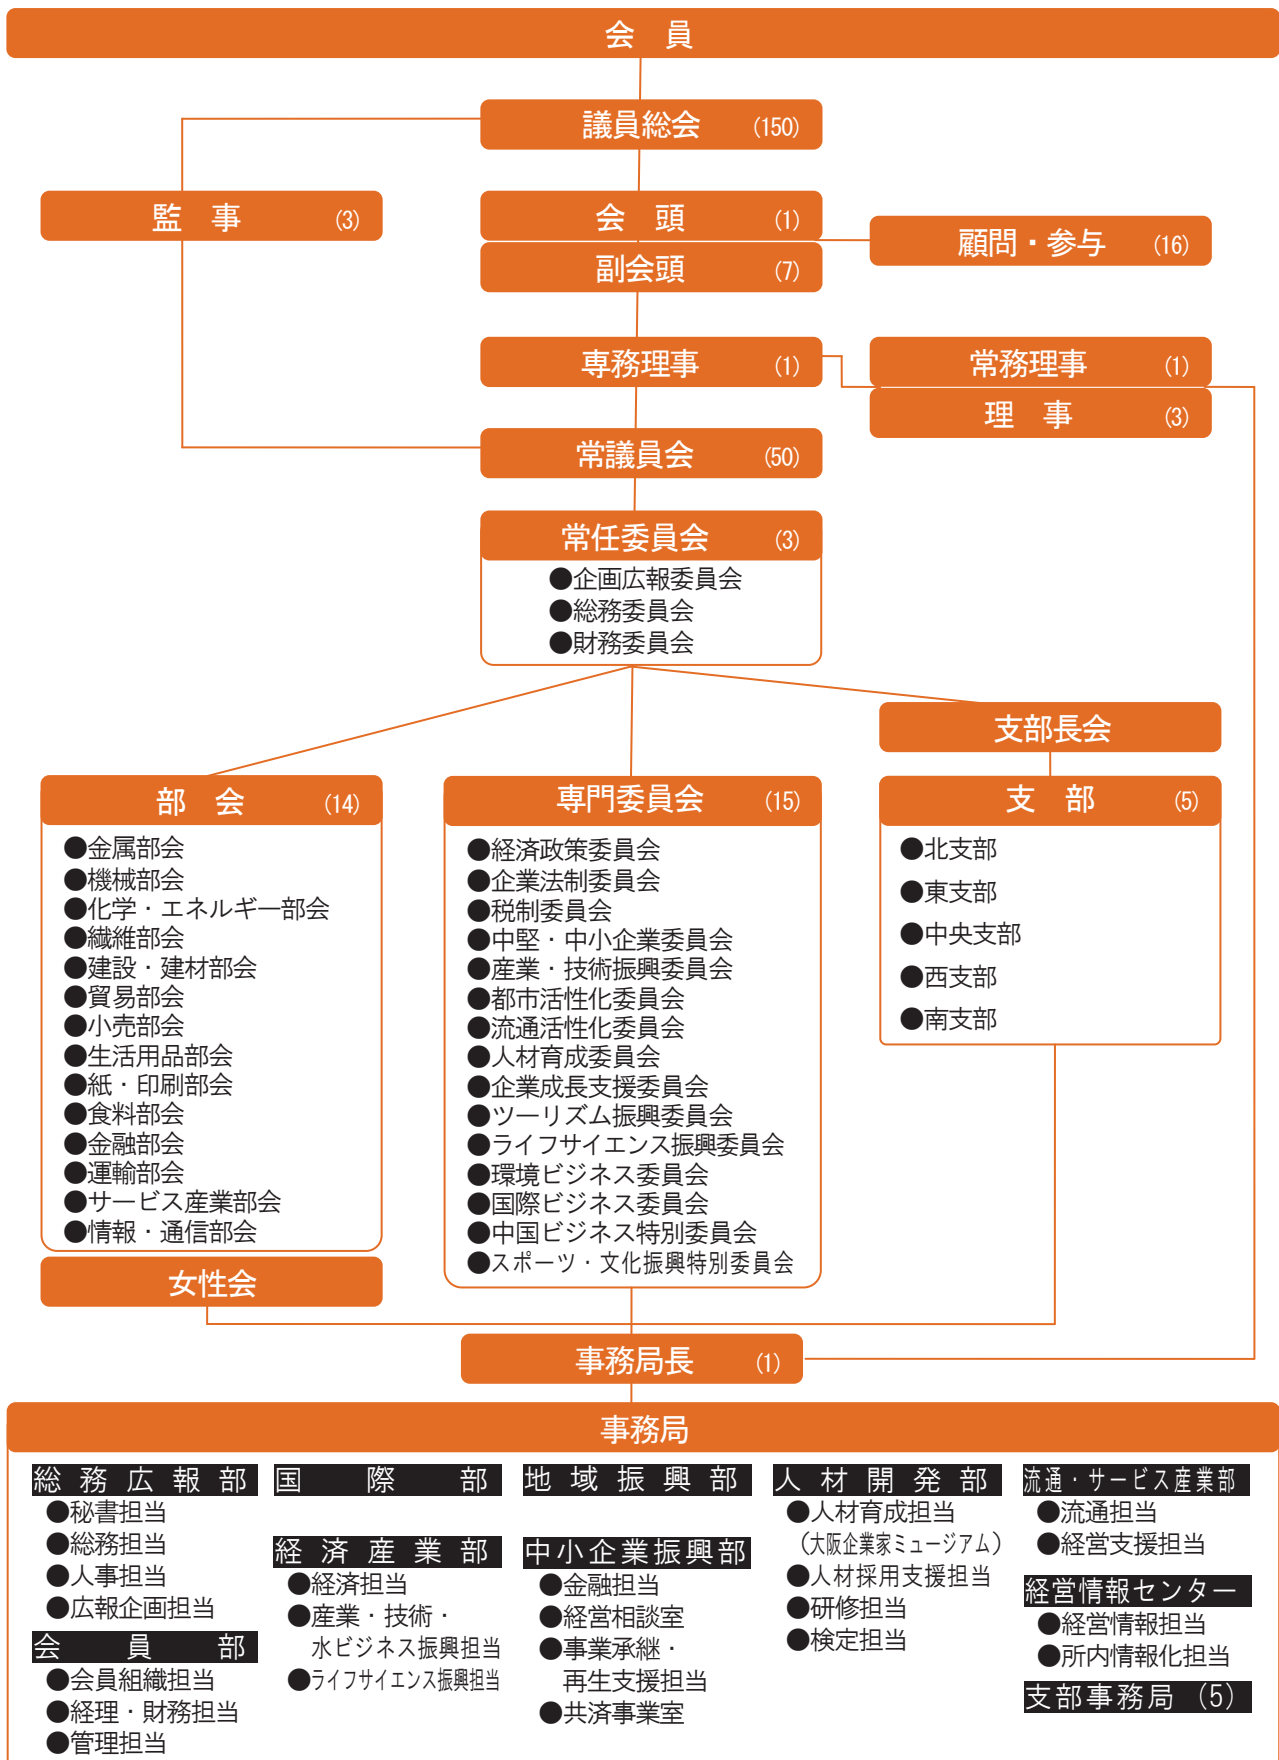 会　員
議員総会 (150)
監　事 (3)
会　頭 (1)
副会頭 (7)
顧問・参与 (16)
専務理事 (1)
常務理事 (1)
理　事 (3)
常議員会 (50)
常任委員会 (3)
●企画広報委員会
●総務委員会
●財務委員会
部　会 (14)
●金属部会
●機械部会
●化学・エネルギー部会
●繊維部会
●建設・建材部会
●貿易部会
●小売部会
●生活用品部会
●紙・印刷部会
●食料部会
●金融部会
●運輸部会
●サービス産業部会
●情報・通信部会
女性会
専門委員会 (15)
●経済政策委員会
●企業法制委員会
●税制委員会
●中堅・中小企業委員会
●産業・技術振興委員会
●都市活性化委員会
●流通活性化委員会
●人材育成委員会
●企業成長支援委員会
●ツーリズム振興委員会
●ライフサイエンス振興委員会
●環境ビジネス委員会
●国際ビジネス委員会
●中国ビジネス特別委員会
●スポーツ・文化振興特別委員会
支部長会
支　部 (5)
●北支部
●東支部
●中央支部
●西支部
●南支部
事務局長 (1)
事務局
総務広報部
●秘書担当
●総務担当
●人事担当
●広報企画担当
会員部
●会員組織担当
●経理・財務担当
●管理担当
国際部
経済産業部
●経済担当
●産業・技術・
水ビジネス振興担当
●ライフサイエンス振興担当
地域振興部
中小企業振興部
●金融担当
●経営相談室
●事業承継・
再生支援担当
●共済事業室
人材開発部
●人材育成担当
(大阪企業家ミュージアム)
●人材採用支援担当
●研修担当
●検定担当
流通・サービス産業部
●流通担当
●経営支援担当
経営情報センター
●経営情報担当
●所内情報化担当
支部事務局 (5)